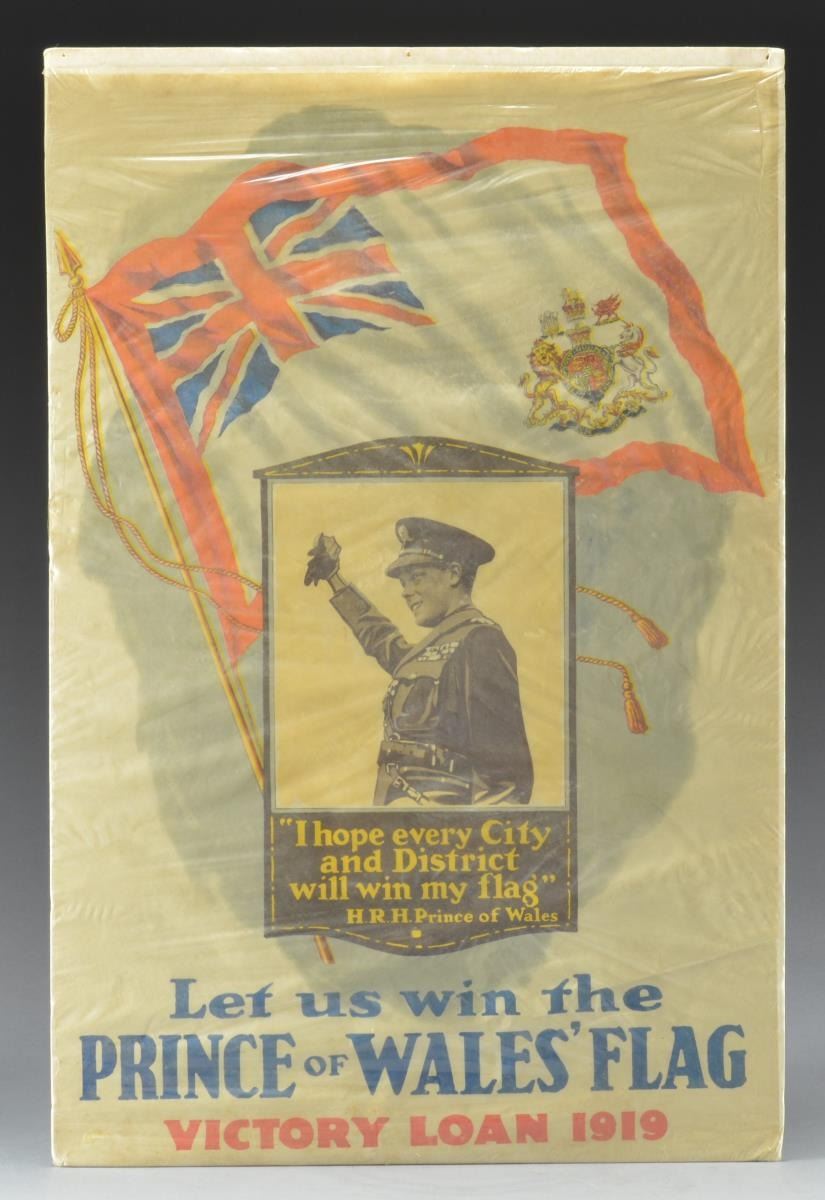 "I hope every City
and District
will win my flag"
H.R.H. Prince of Wales
Let us win the
PRINCE OF WALES' FLAG
VICTORY LOAN 1919